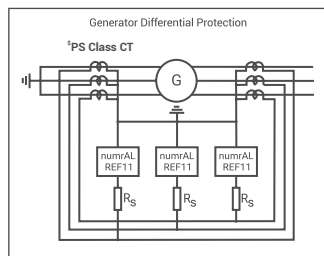 Generator Differential Protection
$PS Class CT
G
numrAL
REF11
numrAL
REF11
numrAL
REF11
RS
RS
RS